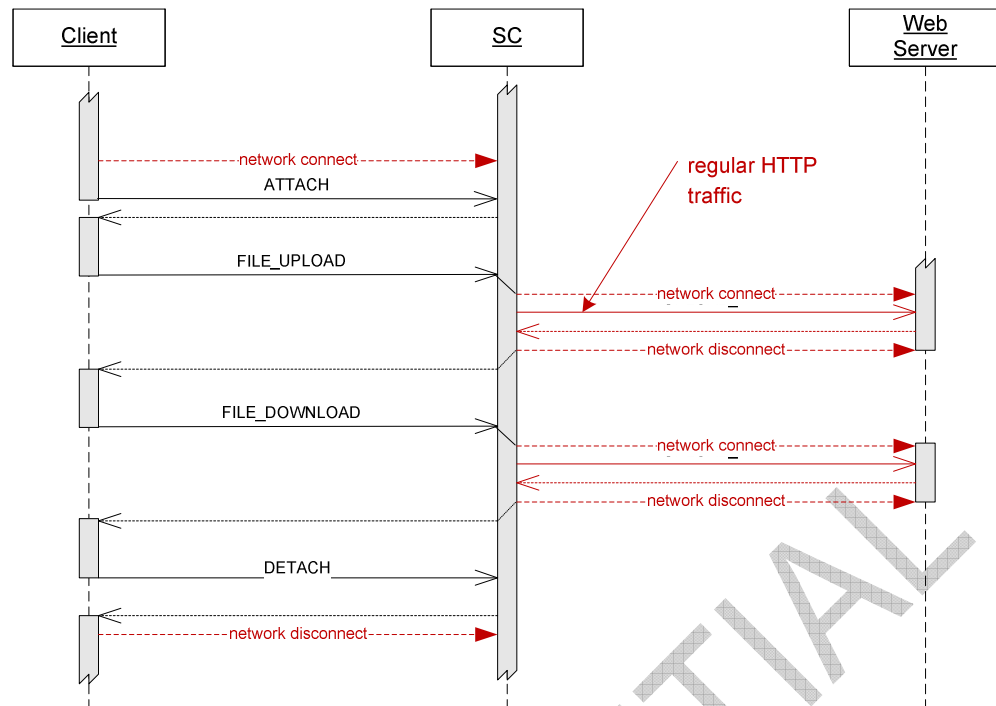 Client
SC
Web
Server
network connect
ATTACH
regular HTTP
traffic
FILE_UPLOAD
network connect
network disconnect
FILE_DOWNLOAD
network connect
network disconnect
DETACH
network disconnect
TIAL